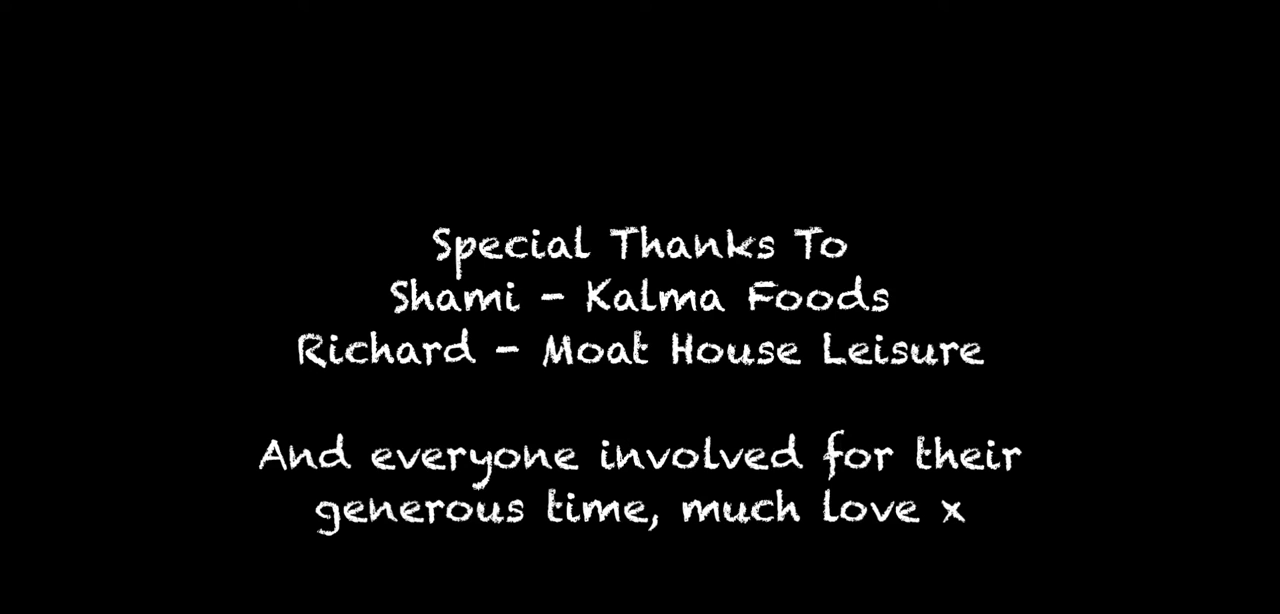 Special Thanks To
Shami - Kalma Foods
Richard - Moat House Leisure
And everyone involved for their
generous time, much love x